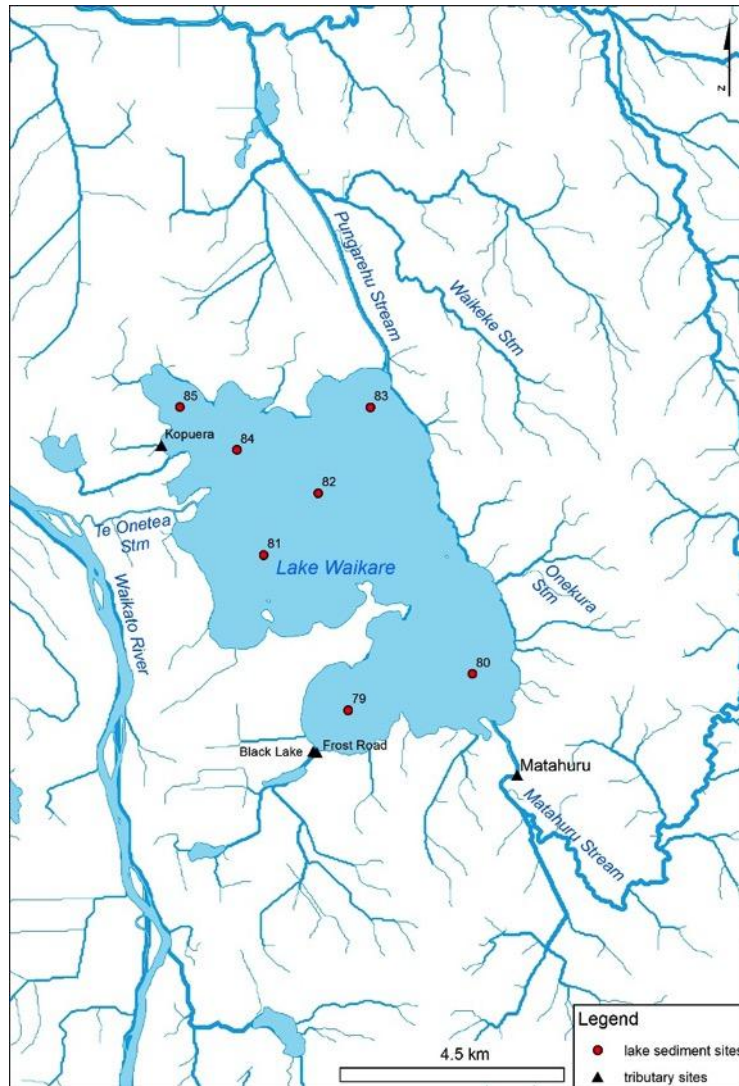 N
Pungarehu Stream
Waikeke Stm
85
83
Kopuera
84
82
Te Onetea
Stm
81
Lake Waikare
Onekura
Stm
Waikato River
80
79
Black Lake
Frost Road
Matahuru
Matahuru Stream
Legend
lake sediment sites
tributary sites
4.5 km